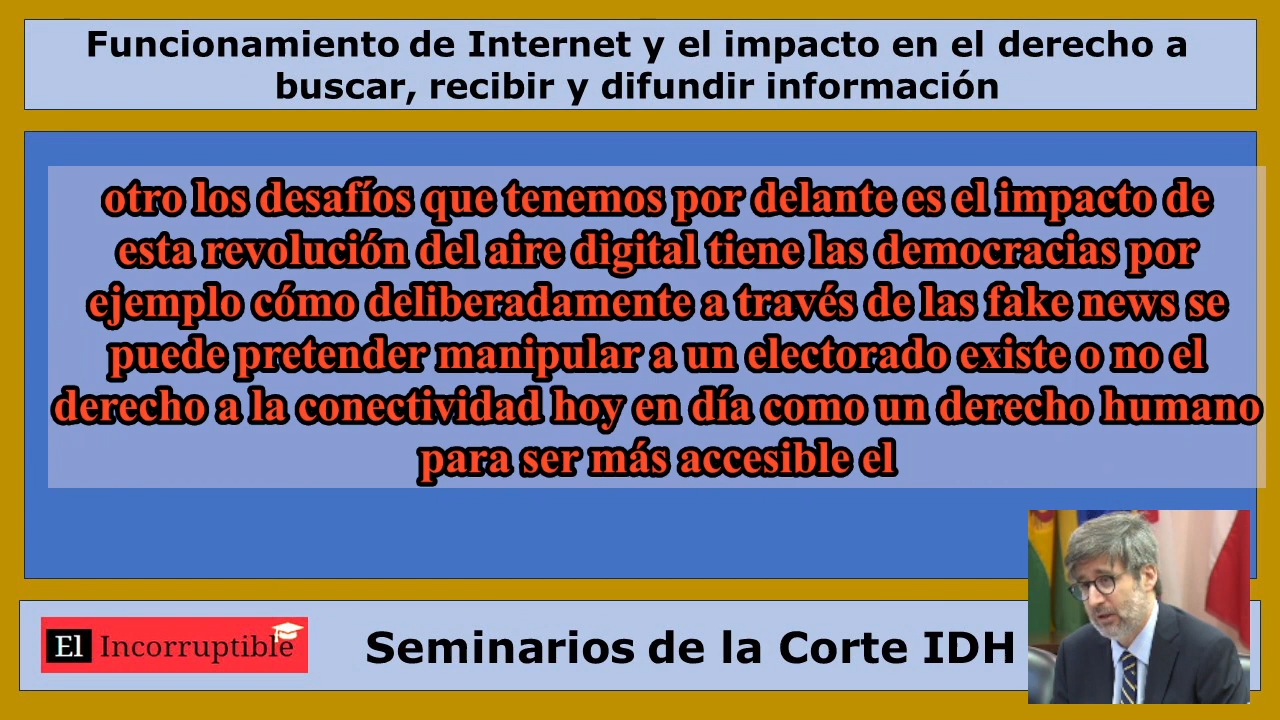 Funcionamiento de Internet y el impacto en el derecho a
buscar, recibir y difundir información
otro los desafíos que tenemos por delante es el impacto de
esta revolución del aire digital tiene las democracias por
ejemplo cómo deliberadamente a través de las fake news se
puede pretender manipular a un electorado existe o no el
derecho a la conectividad hoy en día como un derecho humano
para ser más accesible el
El Incorruptible
Seminarios de la Corte IDH